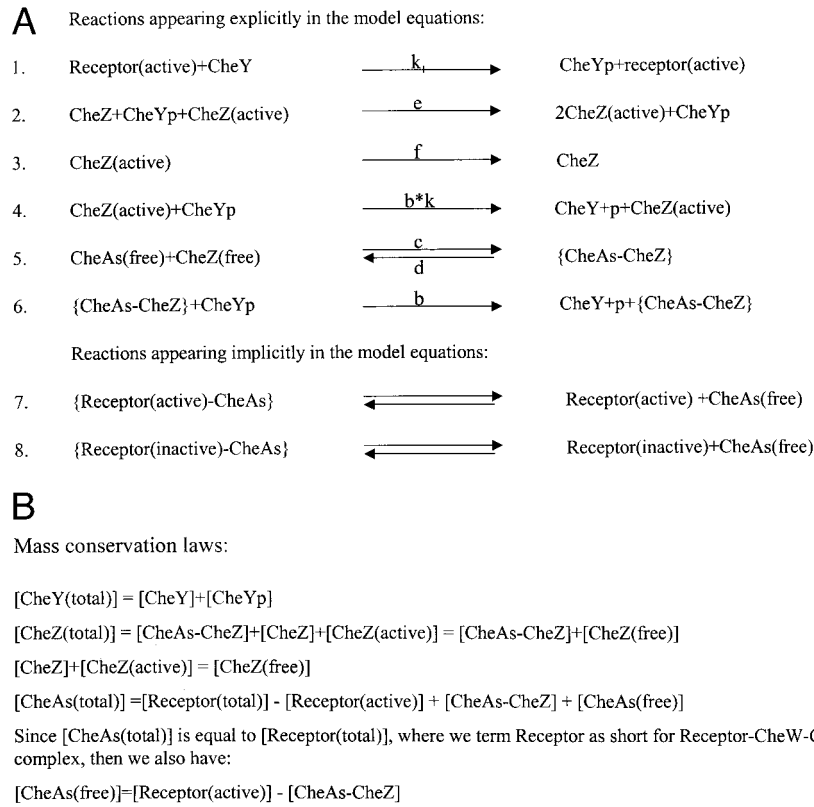 A
Reactions appearing explicitly in the model equations:
1. Receptor(active)+CheY k₁ CheYp+receptor(active)
2. CheZ+CheYp+CheZ(active) e 2CheZ(active)+CheYp
3. CheZ(active) f CheZ
4. CheZ(active)+CheYp b*k CheY+p+CheZ(active)
5. CheAs(free)+CheZ(free) c d {CheAs-CheZ}
6. {CheAs-CheZ}+CheYp b CheY+p+{CheAs-CheZ}
Reactions appearing implicitly in the model equations:
7. {Receptor(active)-CheAs} Receptor(active) +CheAs(free)
8. {Receptor(inactive)-CheAs} Receptor(inactive)+CheAs(free)
B
Mass conservation laws:
[CheY(total)] = [CheY]+[CheYp]
[CheZ(total)] = [CheAs-CheZ]+[CheZ]+[CheZ(active)] = [CheAs-CheZ]+[CheZ(free)]
[CheZ]+[CheZ(active)] = [CheZ(free)]
[CheAs(total)] =[Receptor(total)] - [Receptor(active)] + [CheAs-CheZ] + [CheAs(free)]
Since [CheAs(total)] is equal to [Receptor(total)], where we term Receptor as short for Receptor-CheW-
complex, then we also have:
[CheAs(free)]=[Receptor(active)] - [CheAs-CheZ]